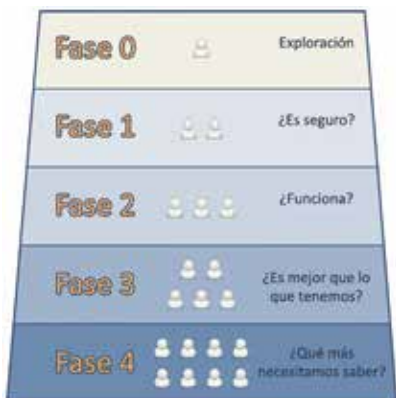 Fase 0
Exploración
Fase 1
¿Es seguro?
Fase 2
¿Funciona?
Fase 3
¿Es mejor que lo
que tenemos?
Fase 4
¿Qué más
necesitamos saber?